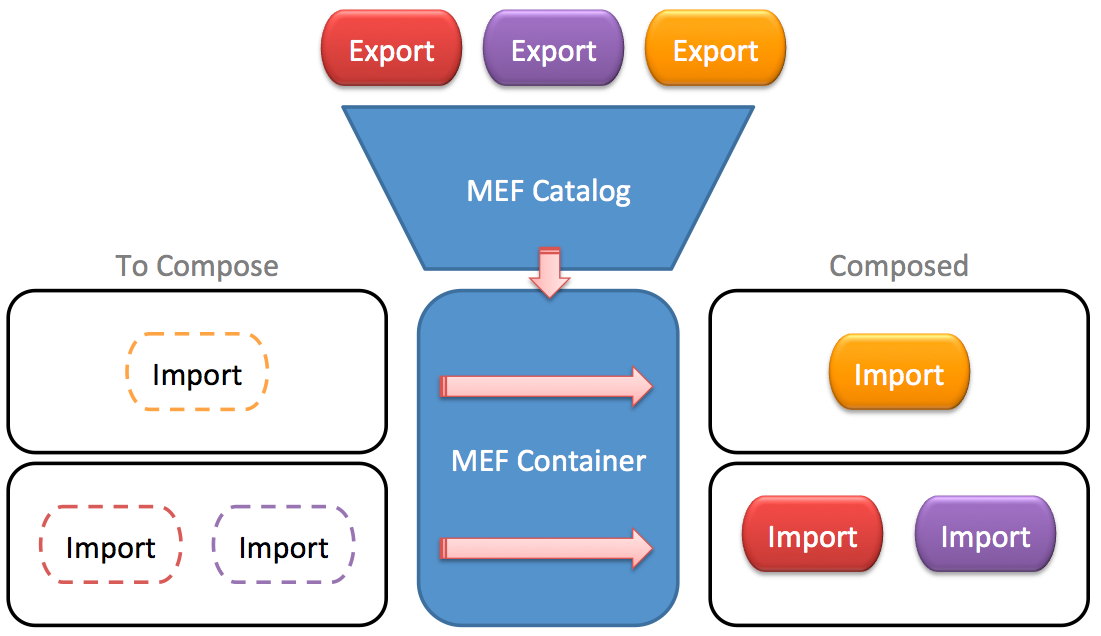 Export
Export
Export
MEF Catalog
To Compose
Composed
Import
Import
MEF Container
Import
Import
Import
Import